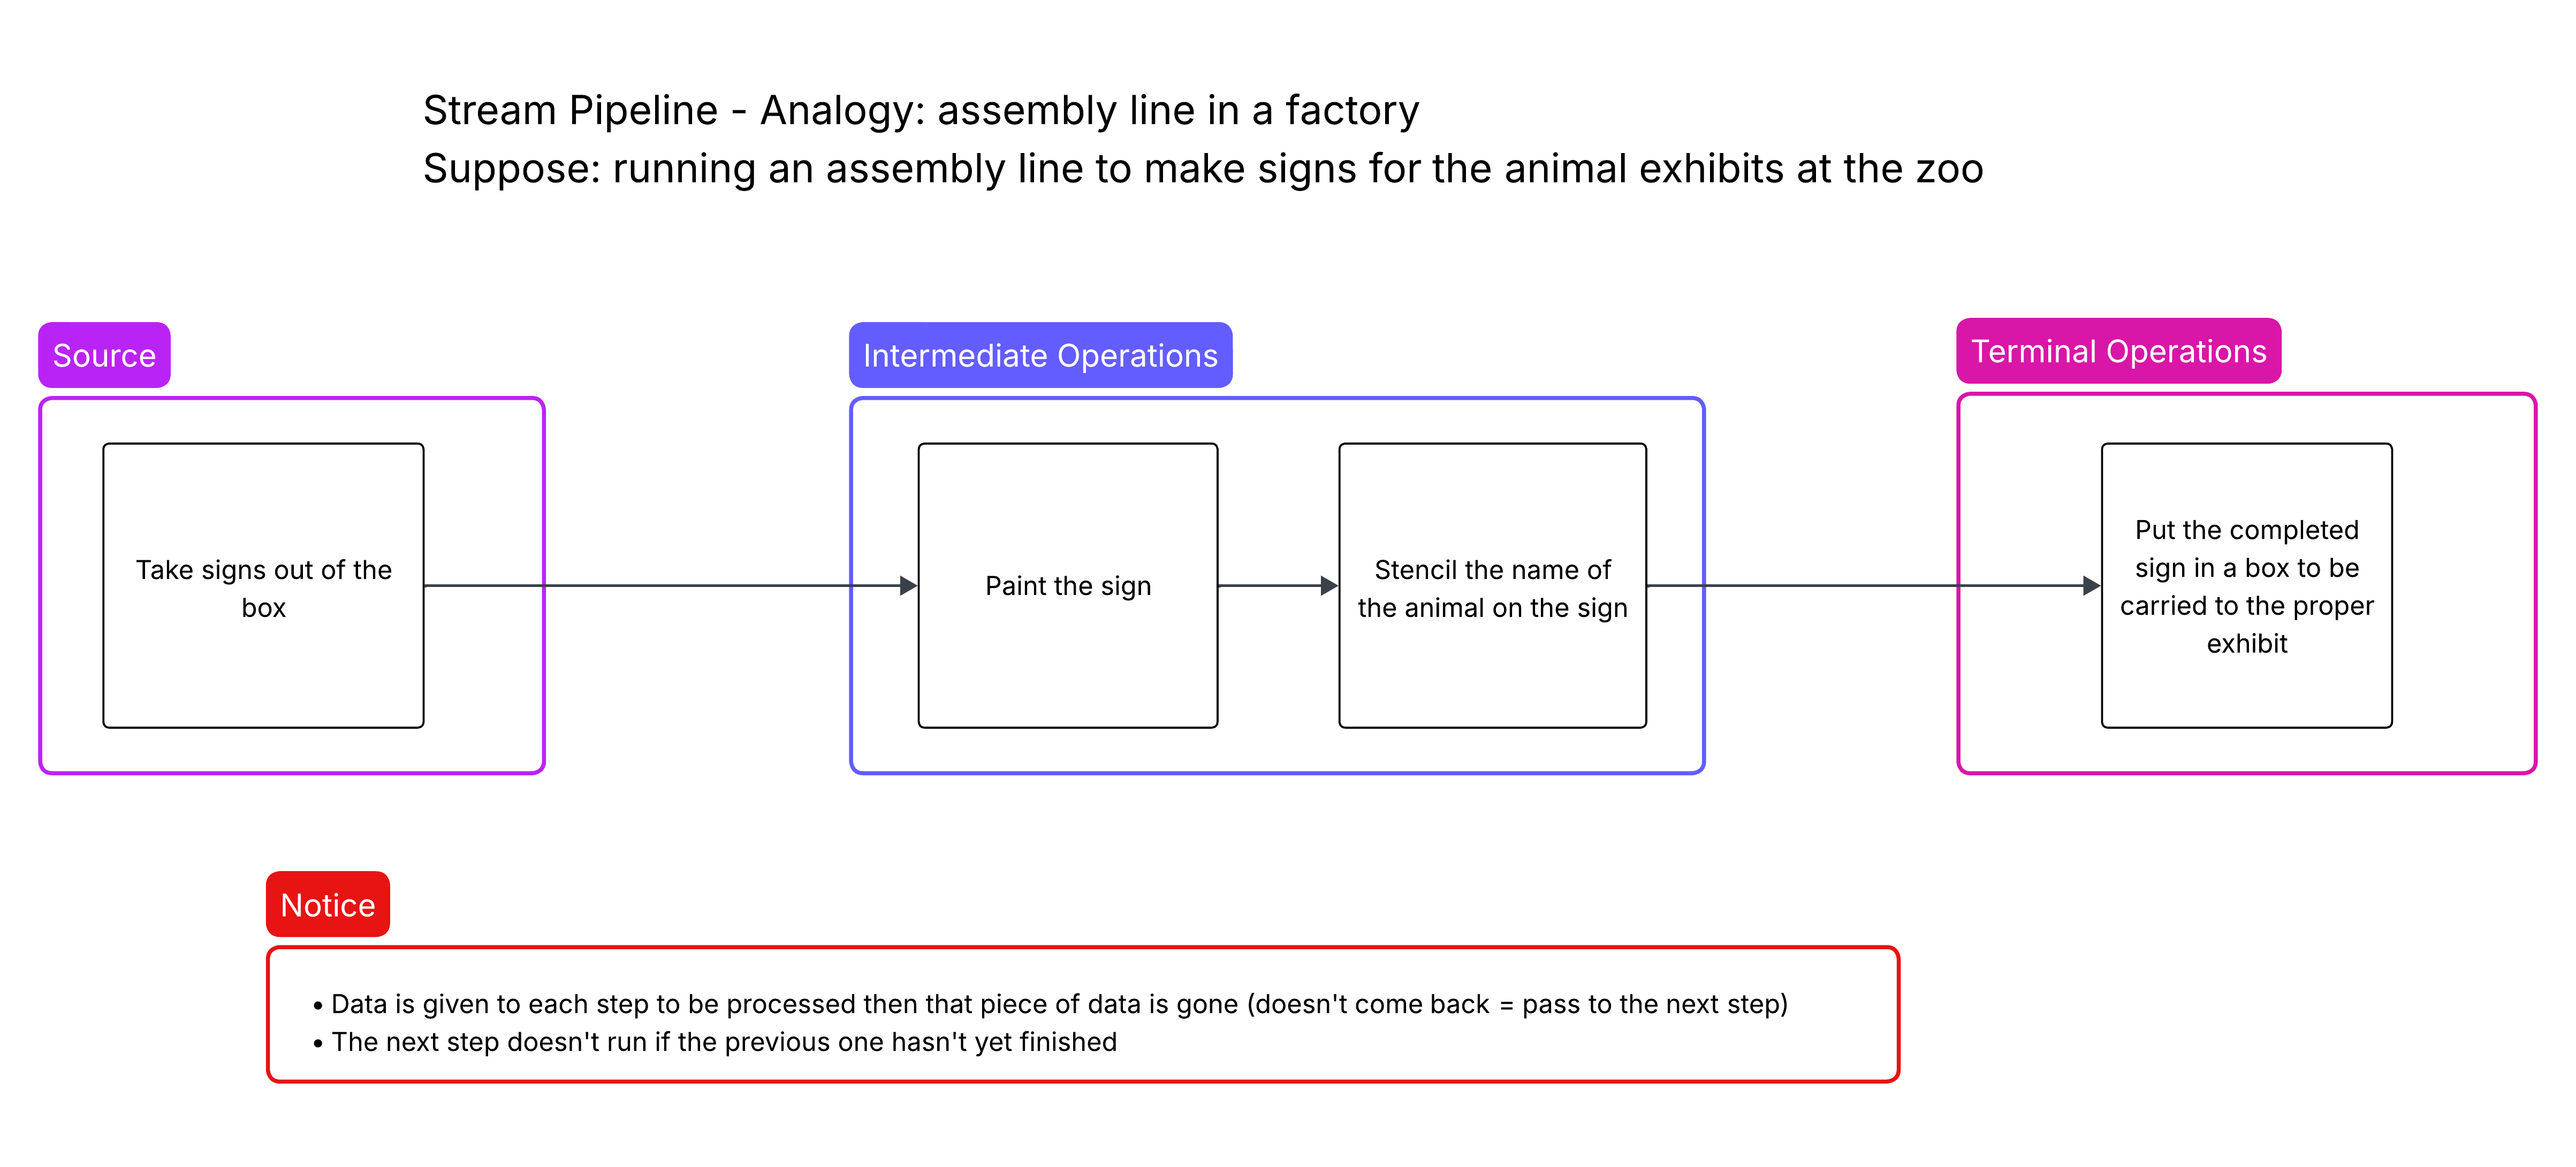 Stream Pipeline - Analogy: assembly line in a factory
Suppose: running an assembly line to make signs for the animal exhibits at the zoo
Source
Take signs out of the
box
Intermediate Operations
Paint the sign
Stencil the name of
the animal on the sign
Terminal Operations
Put the completed
sign in a box to be
carried to the proper
exhibit
Notice
• Data is given to each step to be processed then that piece of data is gone (doesn't come back = pass to the next step)
• The next step doesn't run if the previous one hasn't yet finished